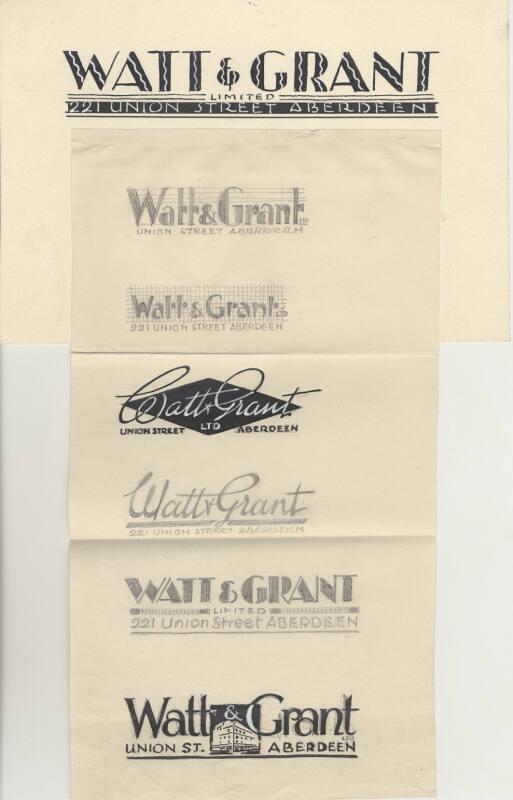 WATT & GRANT
LIMITED
221 UNION STREET ABERDEEN
Watt & Grant LTD
UNION STREET ABERDEEN
Watt & Grant LTD
221 UNION STREET ABERDEEN
Watt & Grant
UNION STREET LTD ABERDEEN
Watt & Grant
221 UNION STREET ABERDEEN
WATT & GRANT
LIMITED
221 Union Street ABERDEEN
Watt & Grant LTD
UNION ST. ABERDEEN